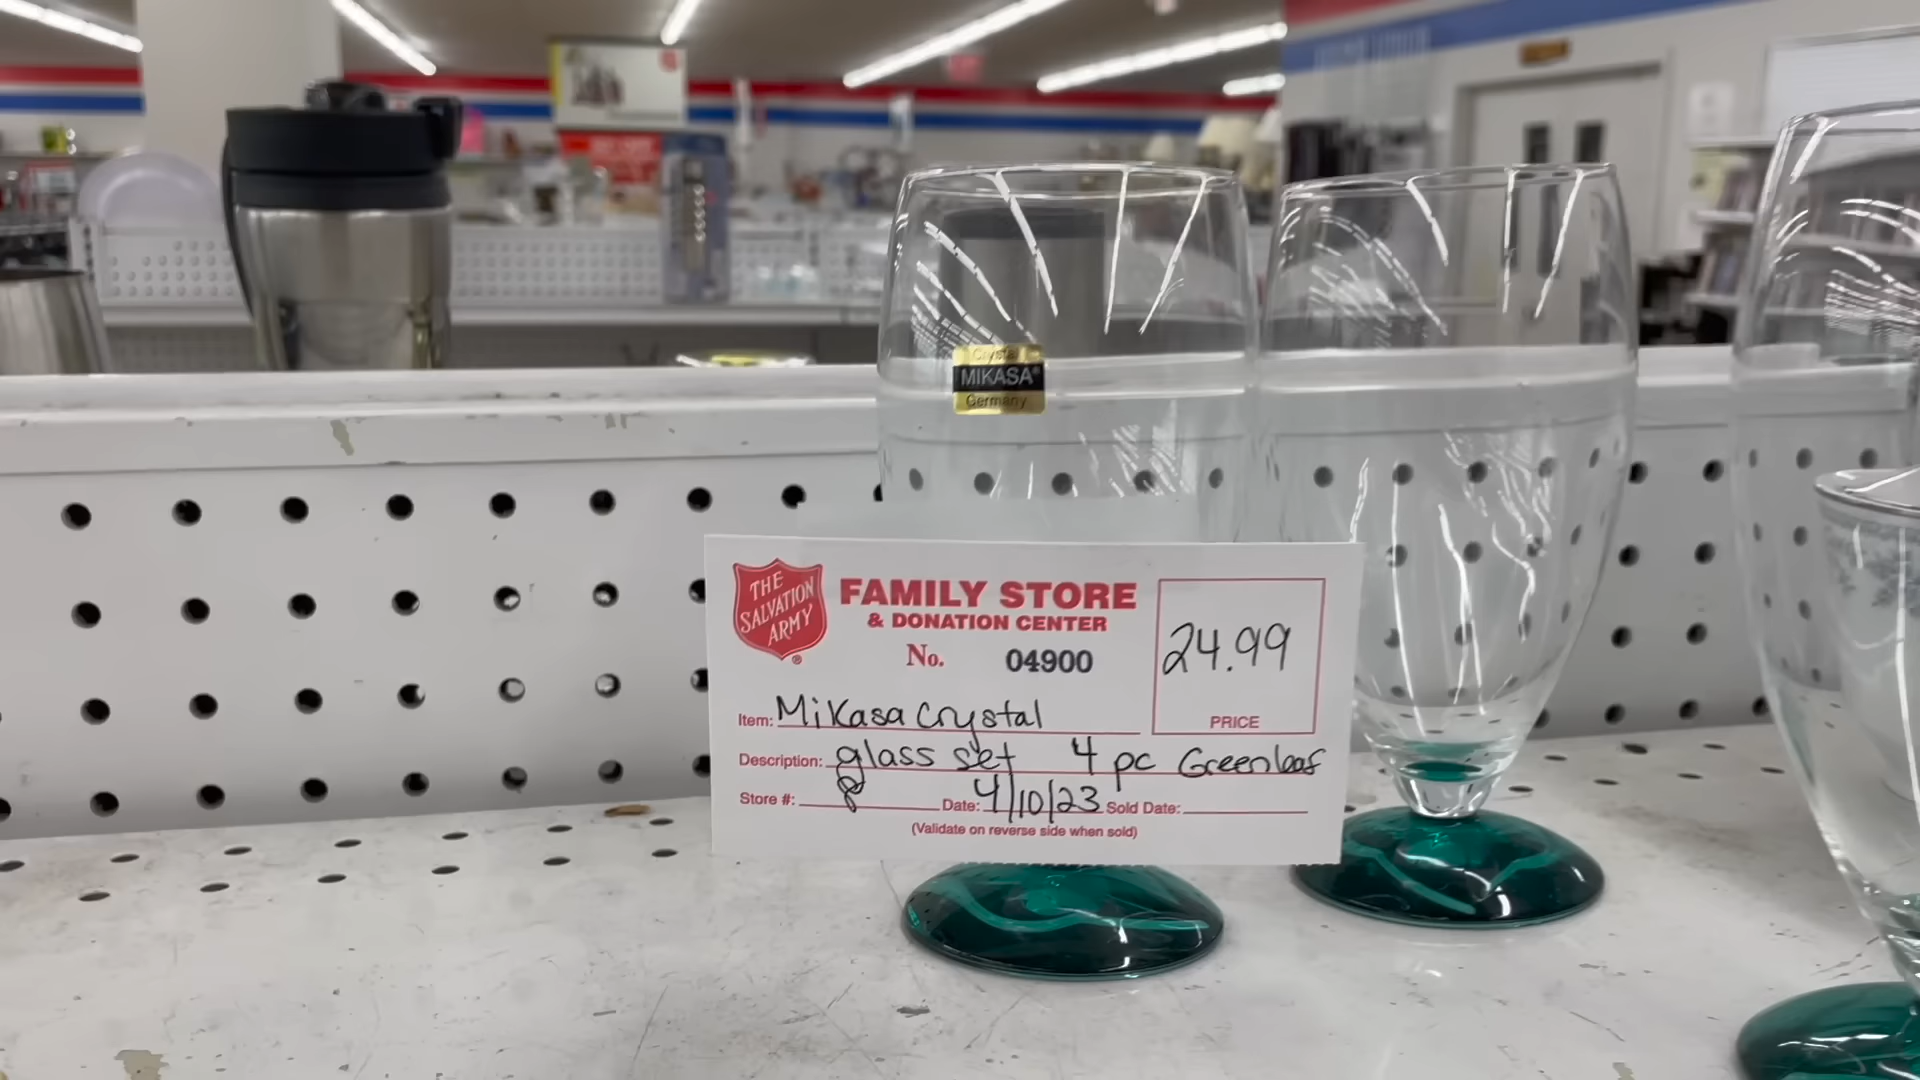 Crystal
MIKASA®
Germany
THE
SALVATION
ARMY®
FAMILY STORE
& DONATION CENTER
No. 04900
24.99
PRICE
Item: Mikasa Crystal
Description: glass set 4 pc Greenleaf
Store #: 8 Date: 4/10/23 Sold Date:
(Validate on reverse side when sold)